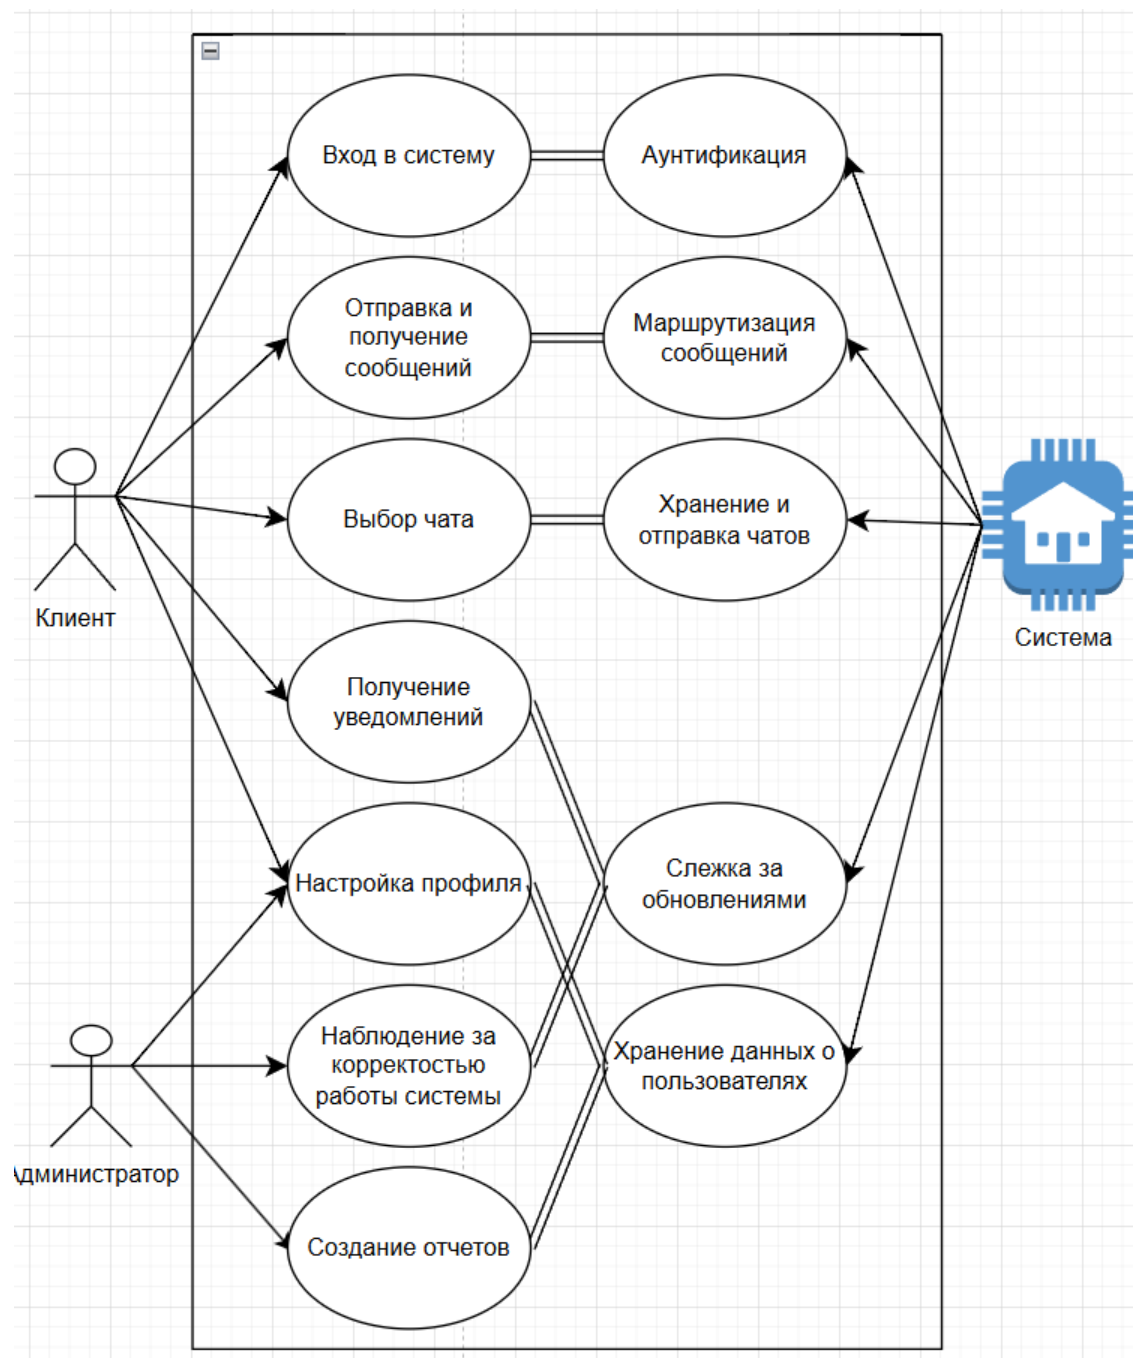 Вход в систему
Аунтификация
Отправка и
получение
сообщений
Маршрутизация
сообщений
Выбор чата
Хранение и
отправка чатов
Клиент
Система
Получение
уведомлений
Настройка профиля
Слежка за
обновлениями
Наблюдение за
корректостью
работы системы
Хранение данных о
пользователях
Администратор
Создание отчетов